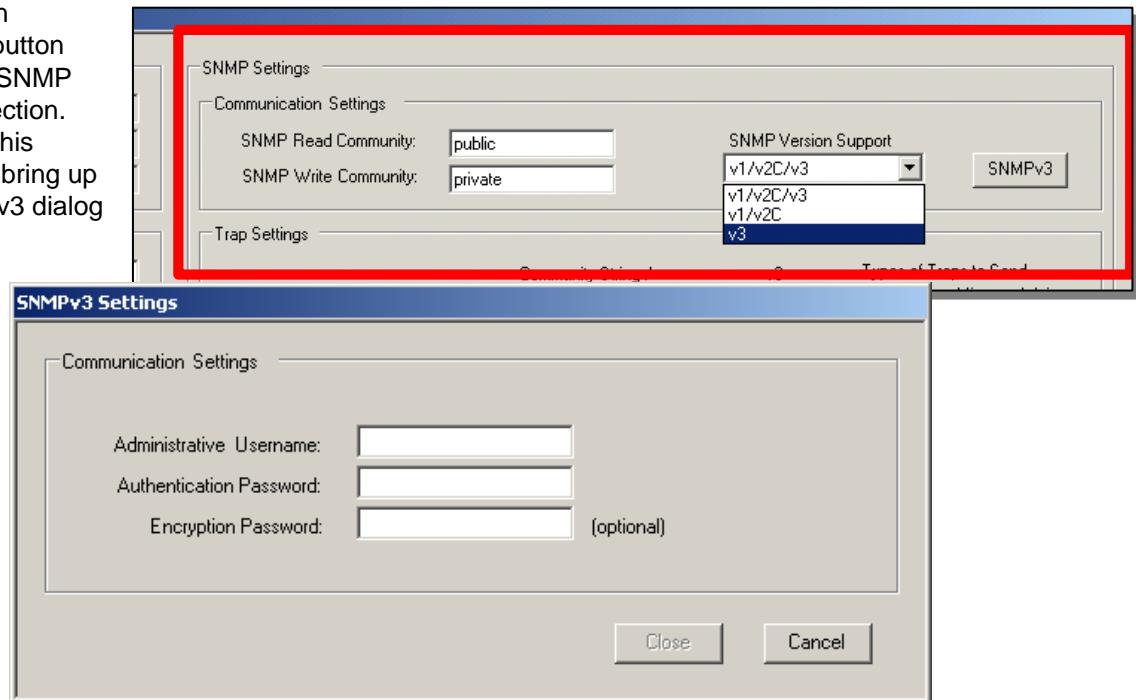 button
SNMP
ection.
his
bring up
v3 dialog
SNMP Settings
Communication Settings
SNMP Read Community: public
SNMP Write Community: private
SNMP Version Support
v1/v2C/v3
SNMPv3
v1/v2C/v3
v1/v2C
v3
Trap Settings
SNMPv3 Settings
Communication Settings
Administrative Username:
Authentication Password:
Encryption Password: (optional)
Close Cancel